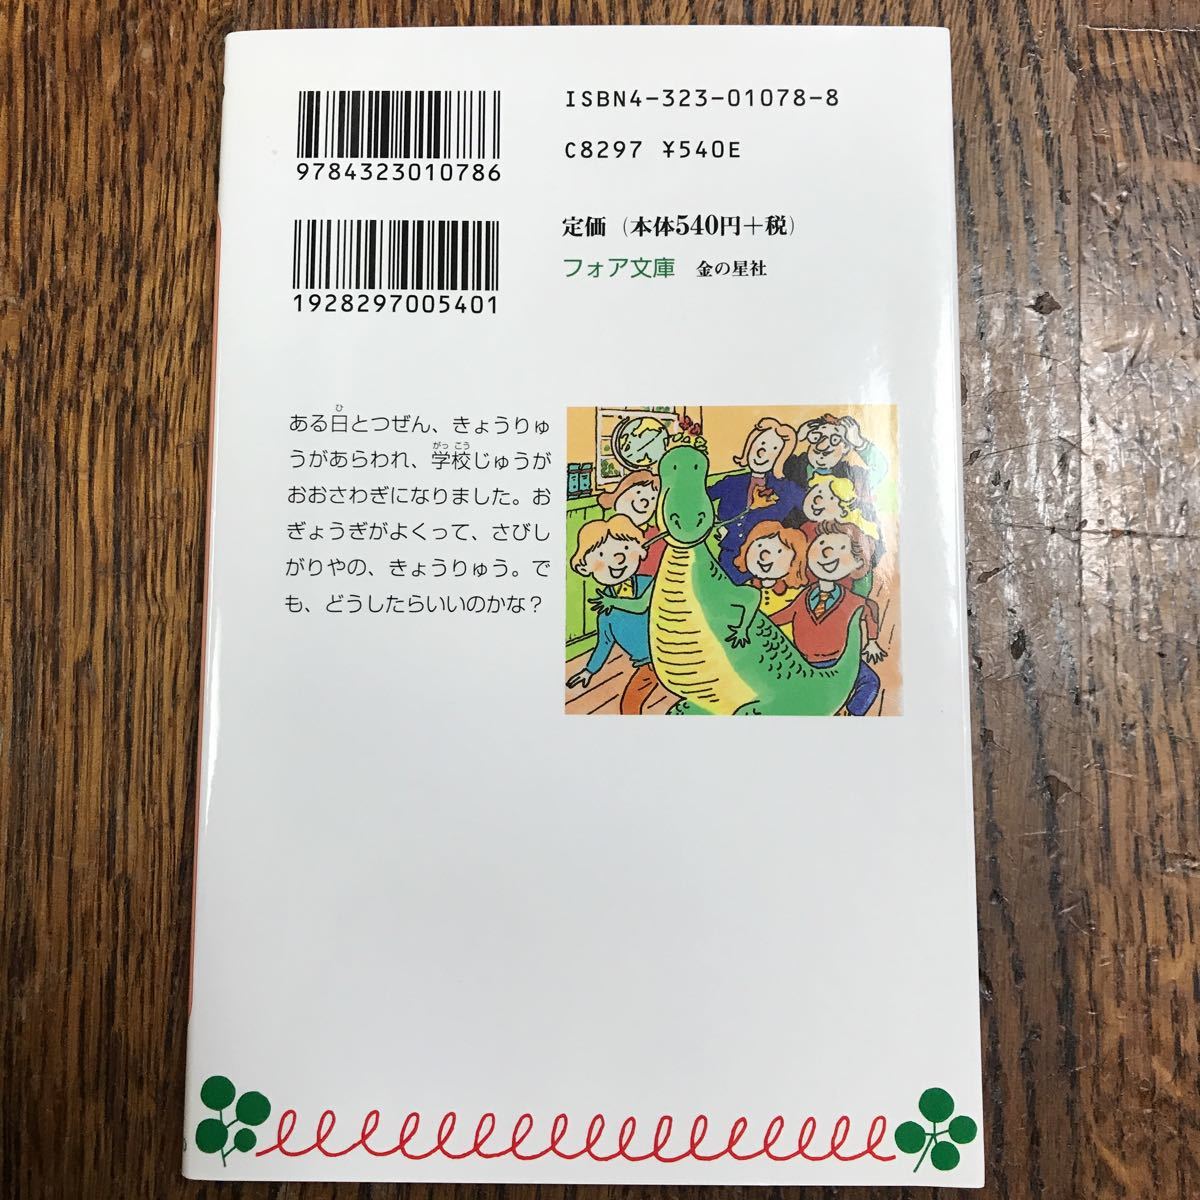 ISBN4-323-01078-8
9784323010786
C8297 ¥540E
定価（本体540円+税）
フォア文庫 金の星社
1928297005401
ある日とつぜん、きょうりゅ
うがあらわれ、学校じゅうが
おおさわぎになりました。お
ぎょうぎがよくって、さびし
がりやの、きょうりゅう。で
も、どうしたらいいのかな？